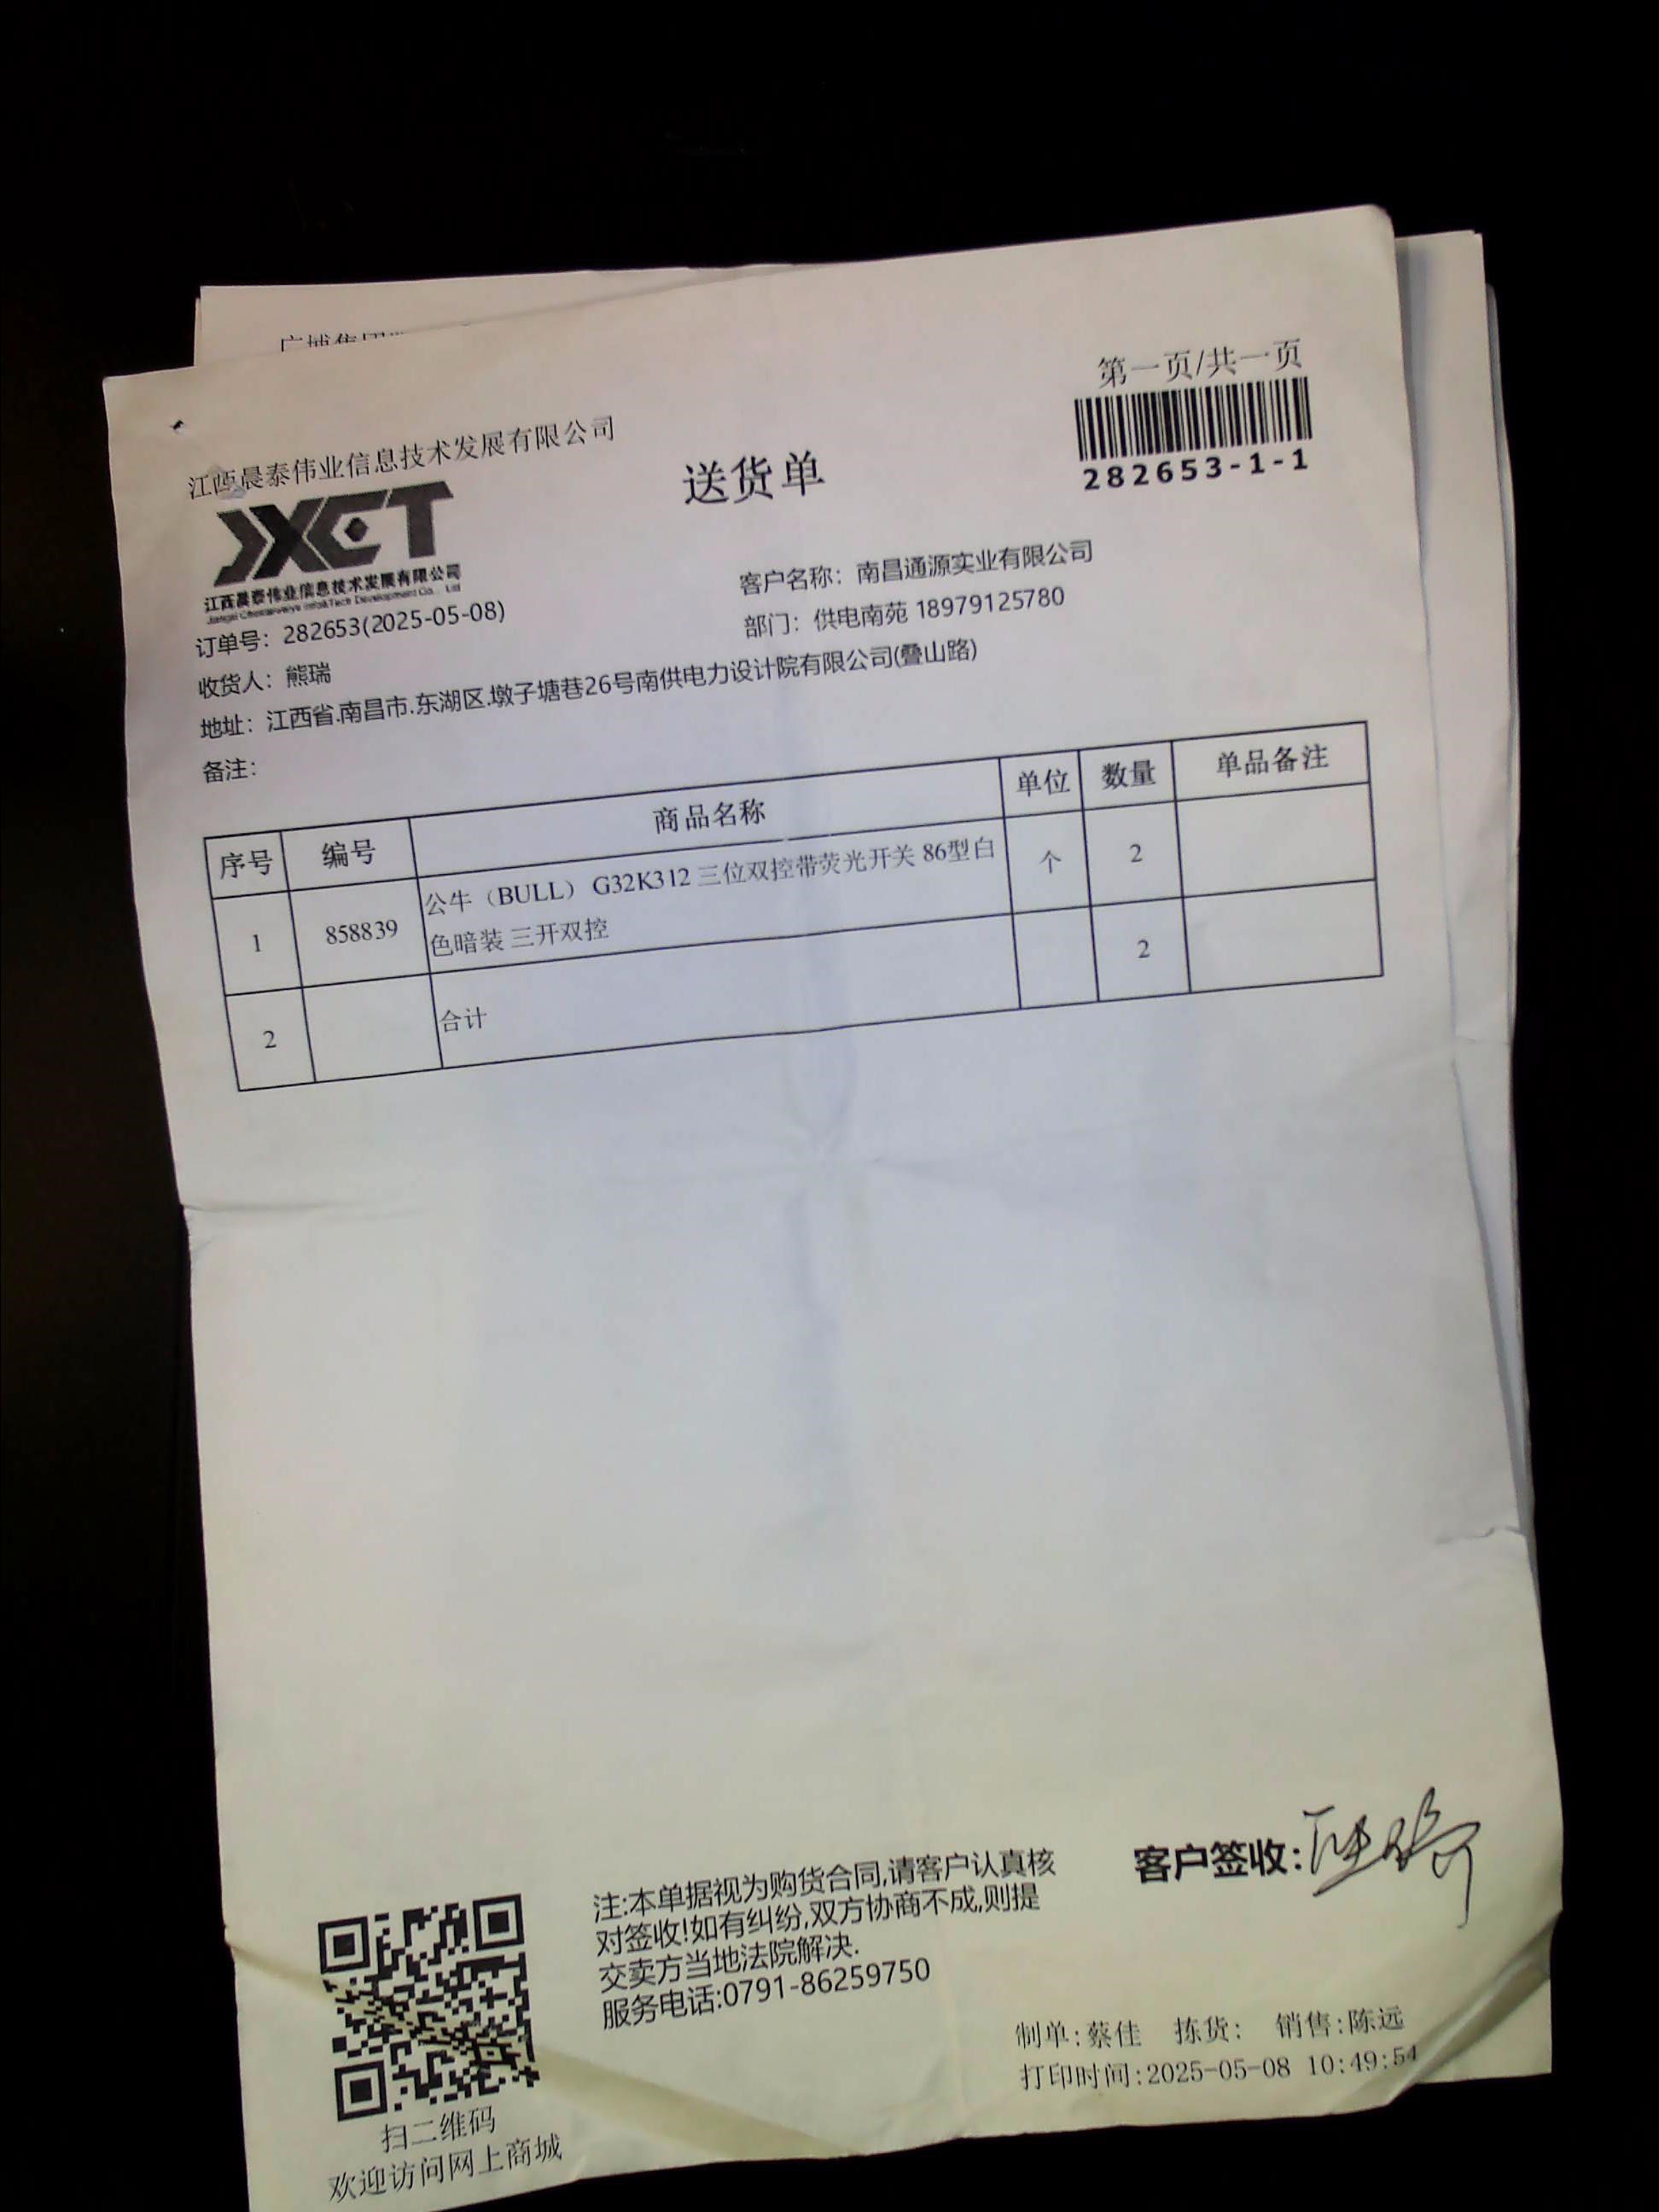 第一页/共一页
江西晨泰伟业信息技术发展有限公司
送货单
282653-1-1
JXCT
江西晨泰伟业信息技术发展有限公司
订单号：282653(2025-05-08)
客户名称：南昌通源实业有限公司
收货人：熊瑞
部门：供电南苑 18979125780
地址：江西省.南昌市.东湖区.墩子塘巷26号南供电力设计院有限公司(叠山路)
备注：
序号 编号 商品名称 单位 数量 单品备注
1 858839 公牛（BULL） G32K312 三位双控带荧光开关 86型白 个 2
色暗装 三开双控
2 合计 2
客户签收:
注:本单据视为购货合同,请客户认真核
对签收!如有纠纷,双方协商不成,则提
交卖方当地法院解决.
服务电话:0791-86259750
制单:蔡佳 拣货: 销售:陈远
打印时间:2025-05-08 10:49:54
扫二维码
欢迎访问网上商城